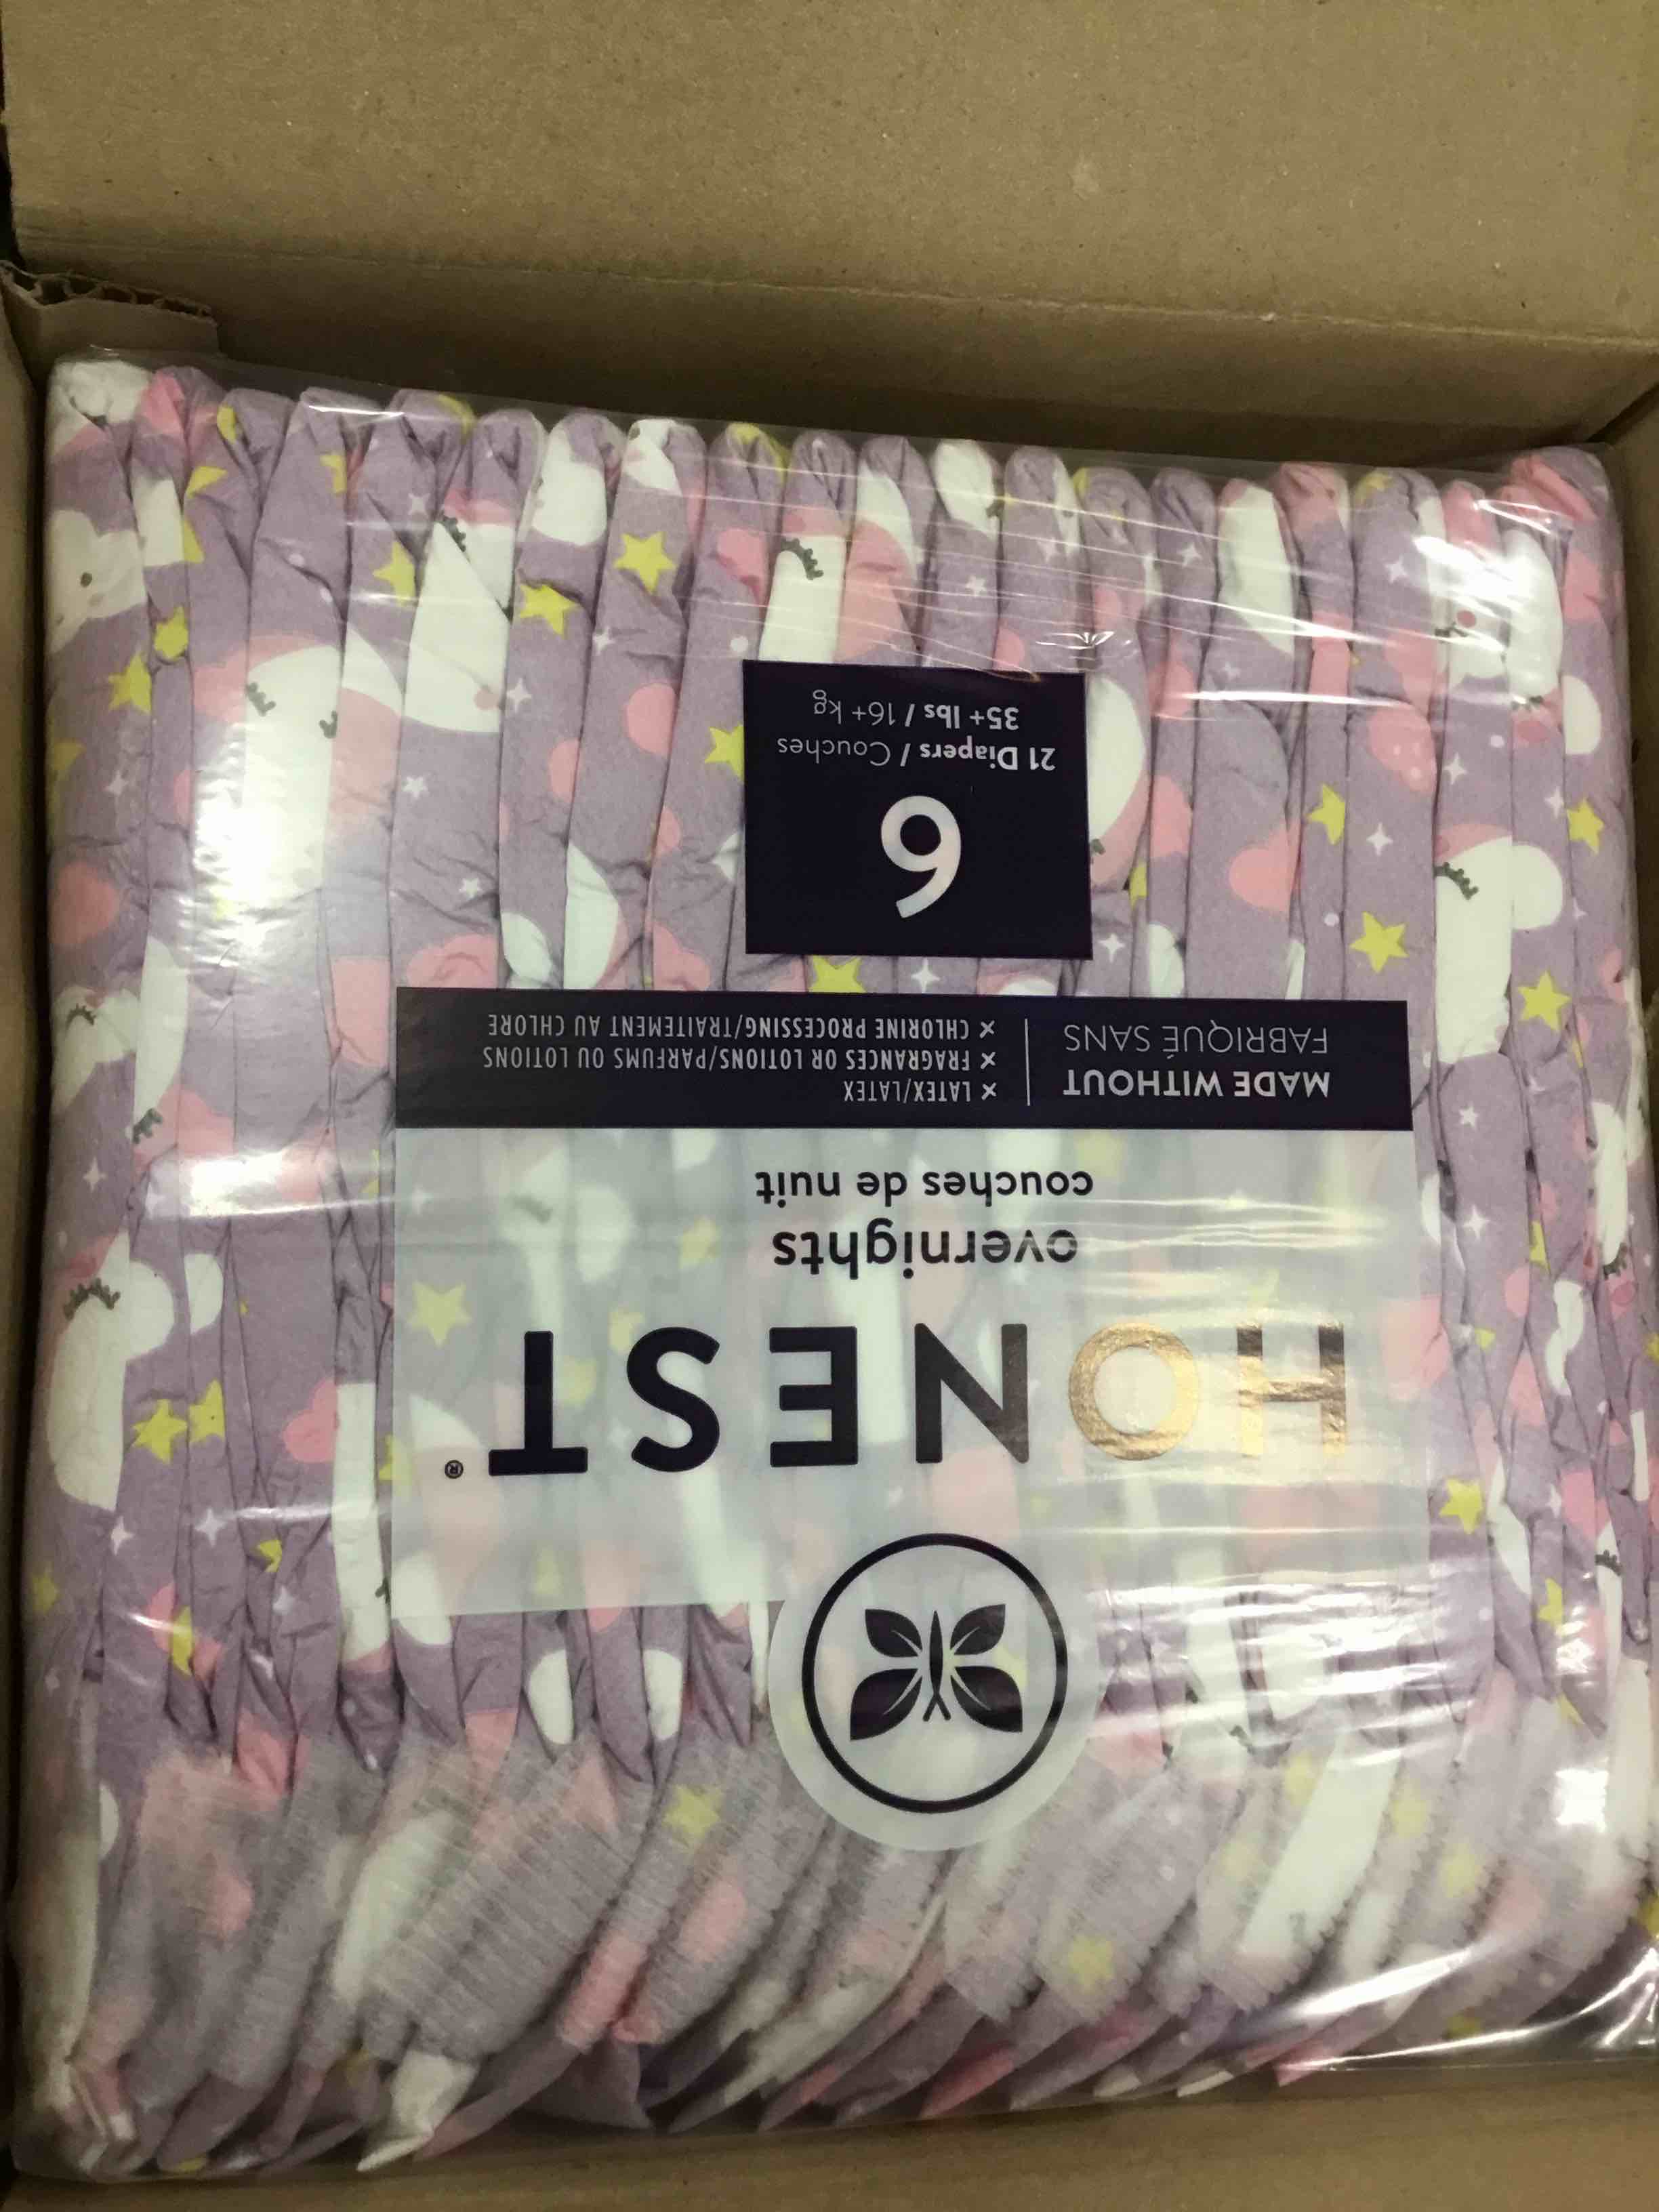 HONEST®
overnights
couches de nuit
MADE WITHOUT
FABRIQUÉ SANS
× LATEX/LATEX
× FRAGRANCES OR LOTIONS/PARFUMS OU LOTIONS
× CHLORINE PROCESSING/TRAITEMENT AU CHLORE
6
21 Diapers / Couches
35+ lbs / 16+ kg